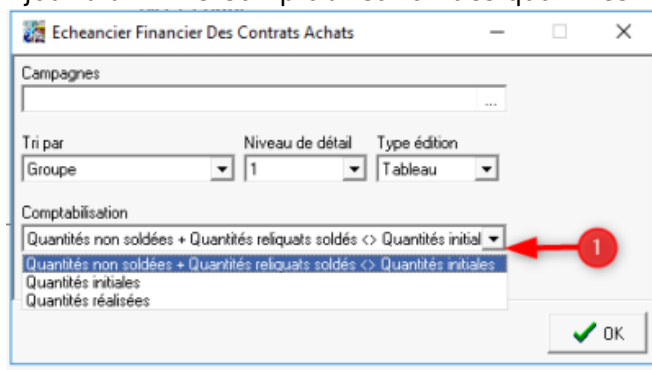 Echeancier Financier Des Contrats Achats
Campagnes
...
Tri par Niveau de détail Type édition
Groupe 1 Tableau
Comptabilisation
Quantités non soldées + Quantités reliquats soldés <> Quantités initial
1
Quantités non soldées + Quantités reliquats soldés <> Quantités initiales
Quantités initiales
Quantités réalisées
OK